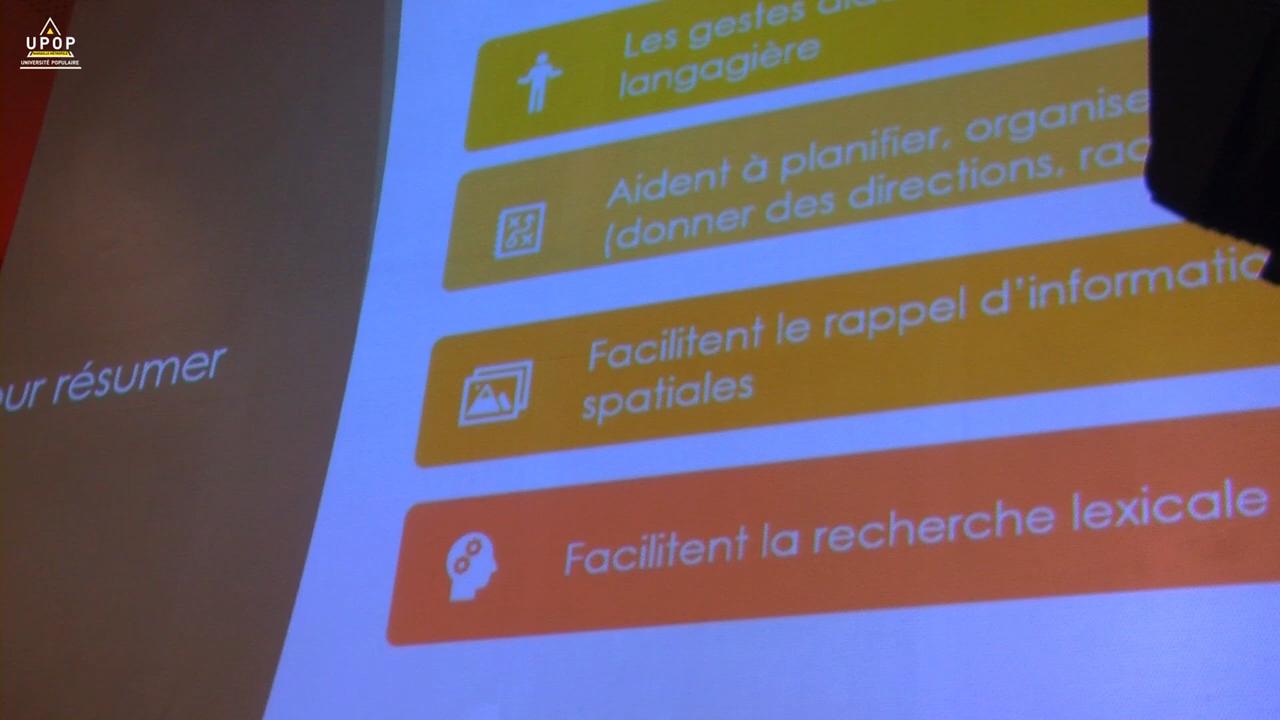 UPOP
UNIVERSITÉ POPULAIRE
résumer
Les gestes
langagière
Aident à planifier, organise
(donner des directions,
Facilitent le rappel d'informatio
spatiales
Facilitent la recherche lexicale